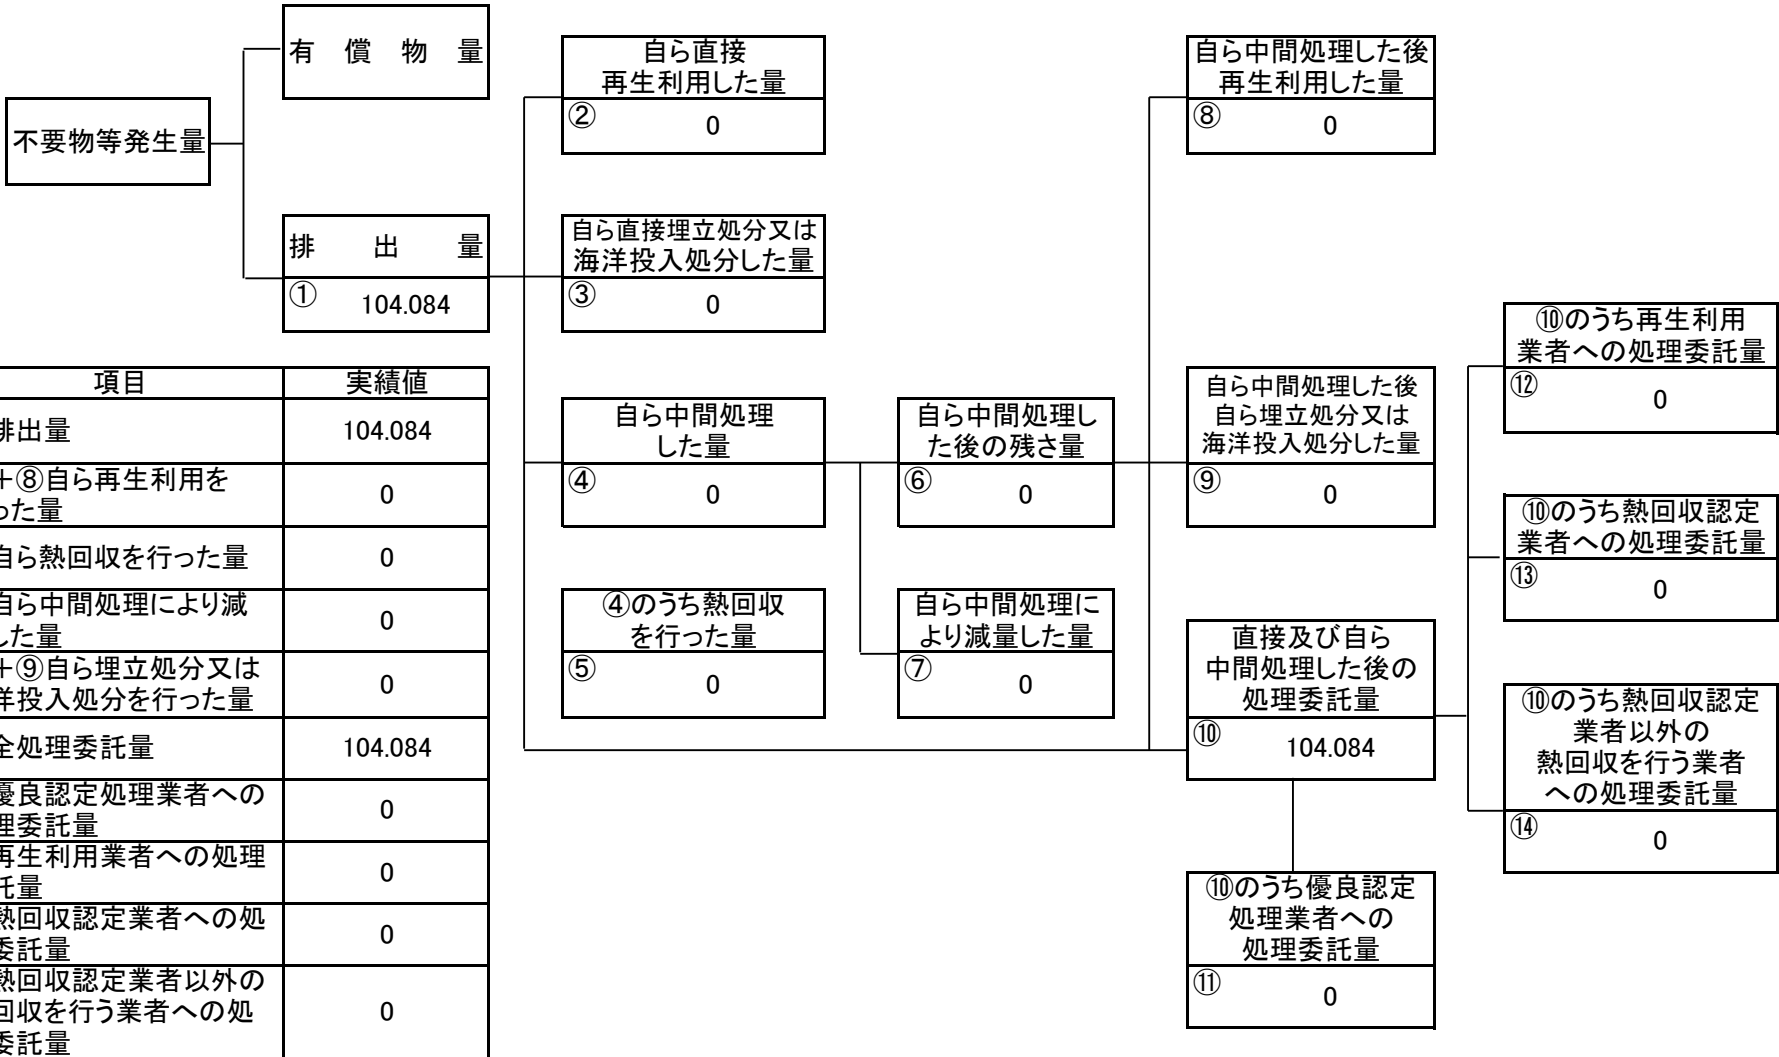 有 償 物 量
不要物等発生量
排 出 量
① 104.084
自ら直接
再生利用した量
② 0
自ら直接埋立処分又は
海洋投入処分した量
③ 0
自ら中間処理
した量
④ 0
④のうち熱回収
を行った量
⑤ 0
自ら中間処理し
た後の残さ量
⑥ 0
自ら中間処理に
より減量した量
⑦ 0
自ら中間処理した後
再生利用した量
⑧ 0
自ら中間処理した後
自ら埋立処分又は
海洋投入処分した量
⑨ 0
直接及び自ら
中間処理した後の
処理委託量
⑩ 104.084
⑩のうち優良認定
処理業者への
処理委託量
⑪ 0
⑩のうち再生利用
業者への処理委託量
⑫ 0
⑩のうち熱回収認定
業者への処理委託量
⑬ 0
⑩のうち熱回収認定
業者以外の
熱回収を行う業者
への処理委託量
⑭ 0
項目 実績値
排出量 104.084
+⑧自ら再生利用を
った量 0
自ら熱回収を行った量 0
自ら中間処理により減
した量 0
+⑨自ら埋立処分又は
洋投入処分を行った量 0
全処理委託量 104.084
優良認定処理業者への
理委託量 0
再生利用業者への処理
託量 0
熱回収認定業者への処
委託量 0
熱回収認定業者以外の
回収を行う業者への処
委託量 0